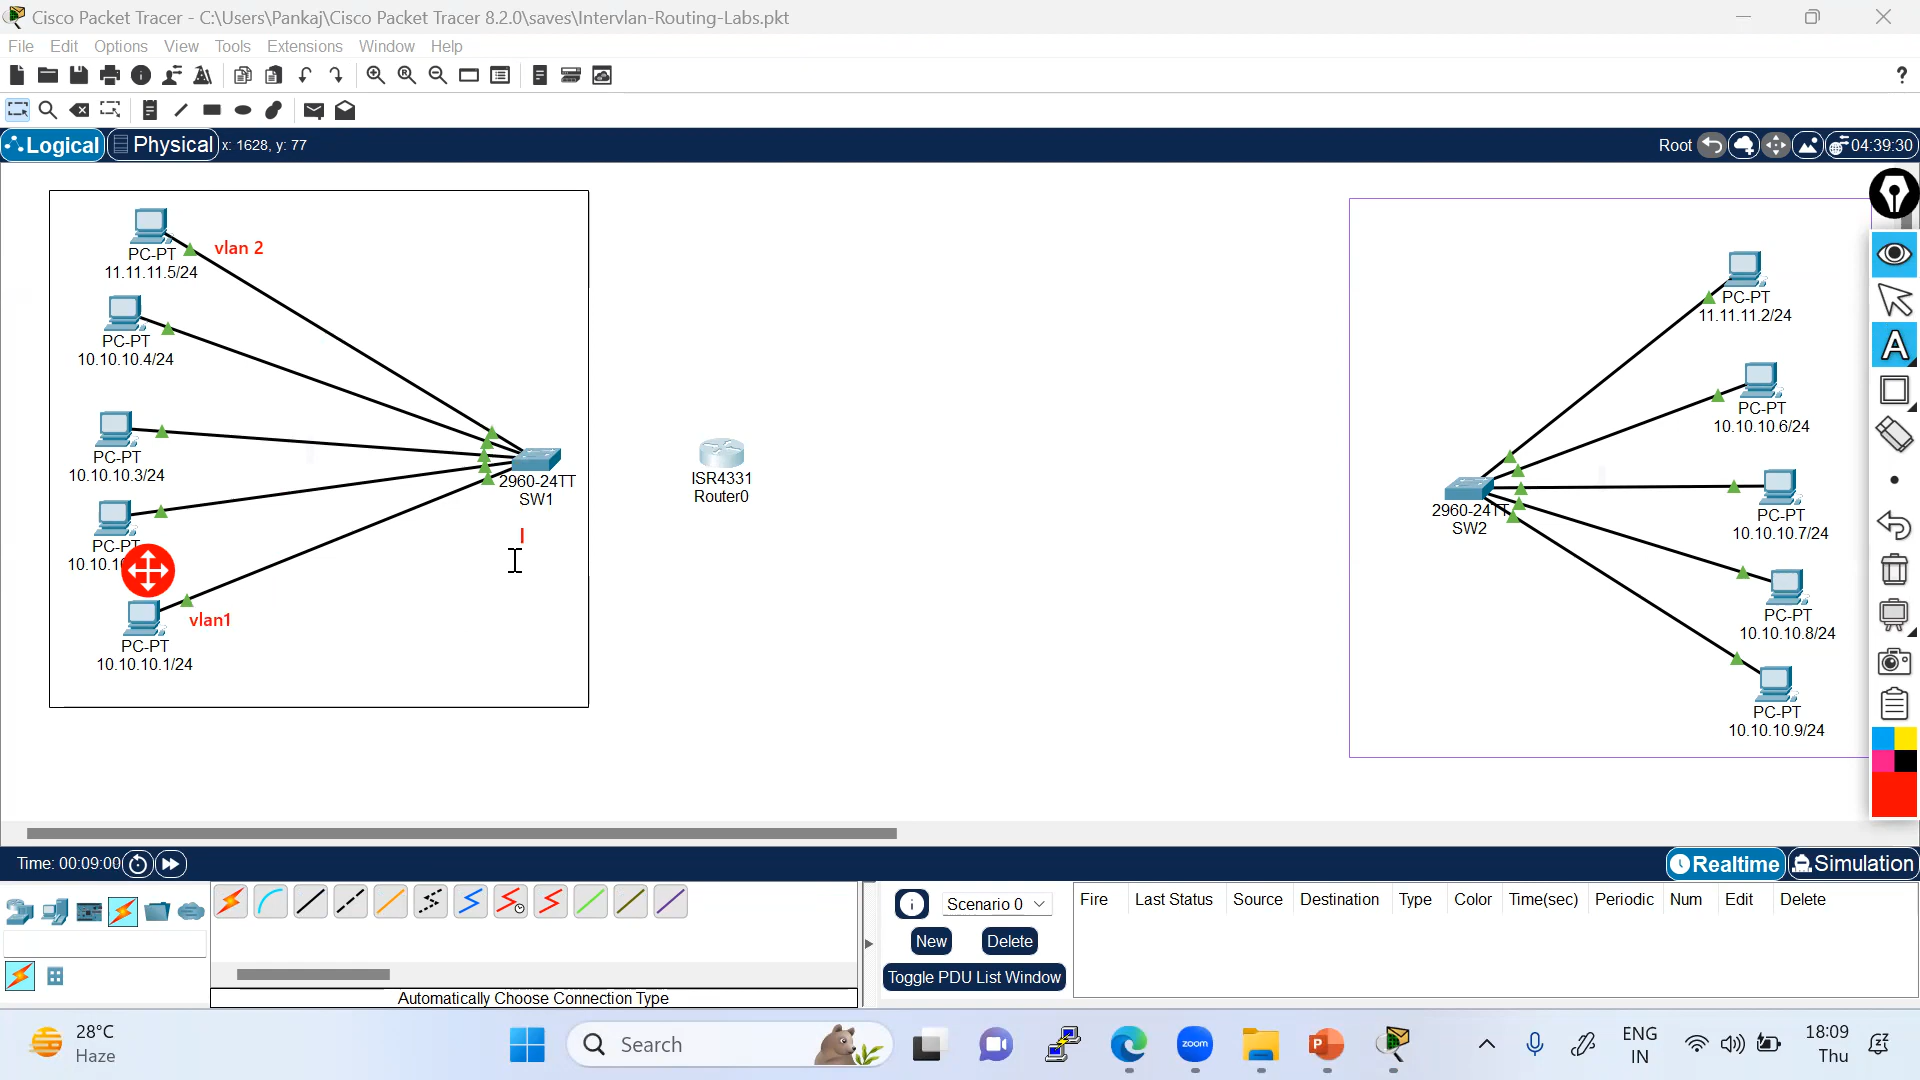 Cisco Packet Tracer - C:\Users\Pankaj\Cisco Packet Tracer 8.2.0\saves\Intervlan-Routing-Labs.pkt
File Edit Options View Tools Extensions Window Help
?
Logical Physical x: 1628, y: 77 Root 04:39:30
PC-PT
11.11.11.5/24
vlan 2
PC-PT
10.10.10.4/24
PC-PT
10.10.10.3/24
PC-PT
10.10.10
PC-PT
10.10.10.1/24
vlan1
2960-24TT
SW1
ISR4331
Router0
2960-24TT
SW2
PC-PT
11.11.11.2/24
PC-PT
10.10.10.6/24
PC-PT
10.10.10.7/24
PC-PT
10.10.10.8/24
PC-PT
10.10.10.9/24
A
Time: 00:09:00 Realtime Simulation
Automatically Choose Connection Type
Scenario 0
New Delete
Toggle PDU List Window
Fire Last Status Source Destination Type Color Time(sec) Periodic Num Edit Delete
28°C
Haze
Search
zoom
ENG
IN
18:09
Thu